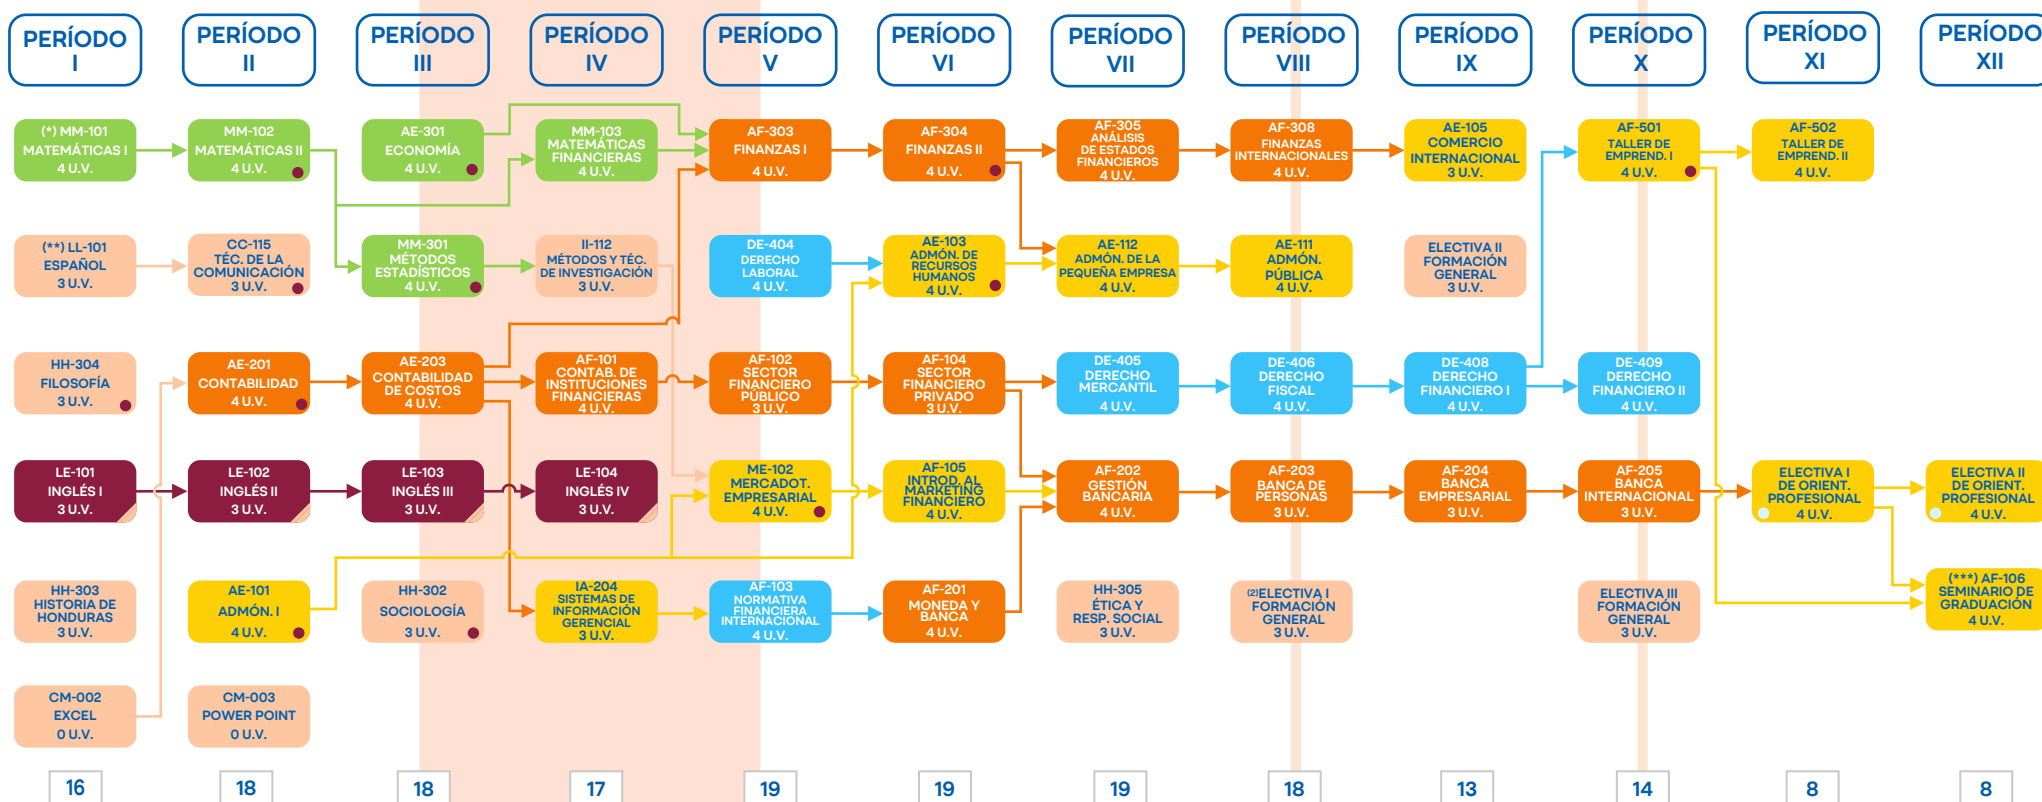 PERÍODO
I
PERÍODO
II
PERÍODO
III
PERÍODO
IV
PERÍODO
V
PERÍODO
VI
PERÍODO
VII
PERÍODO
VIII
PERÍODO
IX
PERÍODO
X
PERÍODO
XI
PERÍODO
XII
(*) MM-101
MATEMÁTICAS I
4 U.V.
MM-102
MATEMÁTICAS II
4 U.V.
AE-301
ECONOMÍA
4 U.V.
MM-103
MATEMÁTICAS
FINANCIERAS
4 U.V.
AF-303
FINANZAS I
4 U.V.
AF-304
FINANZAS II
4 U.V.
AF-305
ANÁLISIS
DE ESTADOS
FINANCIEROS
4 U.V.
AF-308
FINANZAS
INTERNACIONALES
4 U.V.
AE-105
COMERCIO
INTERNACIONAL
3 U.V.
AF-501
TALLER DE
EMPREND. I
4 U.V.
AF-502
TALLER DE
EMPREND. II
4 U.V.
(**) LL-101
ESPAÑOL
3 U.V.
CC-115
TÉC. DE LA
COMUNICACIÓN
3 U.V.
MM-301
MÉTODOS
ESTADÍSTICOS
4 U.V.
II-112
MÉTODOS Y TÉC.
DE INVESTIGACIÓN
3 U.V.
DE-404
DERECHO
LABORAL
4 U.V.
AE-103
ADMÓN. DE
RECURSOS
HUMANOS
4 U.V.
AE-112
ADMÓN. DE LA
PEQUEÑA EMPRESA
4 U.V.
AE-111
ADMÓN.
PÚBLICA
4 U.V.
ELECTIVA II
FORMACIÓN
GENERAL
3 U.V.
HH-304
FILOSOFÍA
3 U.V.
AE-201
CONTABILIDAD
4 U.V.
AE-203
CONTABILIDAD
DE COSTOS
4 U.V.
AF-101
CONTAB. DE
INSTITUCIONES
FINANCIERAS
4 U.V.
AF-102
SECTOR
FINANCIERO
PÚBLICO
3 U.V.
AF-104
SECTOR
FINANCIERO
PRIVADO
3 U.V.
DE-405
DERECHO
MERCANTIL
4 U.V.
DE-406
DERECHO
FISCAL
4 U.V.
DE-408
DERECHO
FINANCIERO I
4 U.V.
DE-409
DERECHO
FINANCIERO II
4 U.V.
LE-101
INGLÉS I
3 U.V.
LE-102
INGLÉS II
3 U.V.
LE-103
INGLÉS III
3 U.V.
LE-104
INGLÉS IV
3 U.V.
ME-102
MERCADOT.
EMPRESARIAL
4 U.V.
AF-105
INTROD. AL
MARKETING
FINANCIERO
4 U.V.
AF-202
GESTIÓN
BANCARIA
4 U.V.
AF-203
BANCA DE
PERSONAS
3 U.V.
AF-204
BANCA
EMPRESARIAL
3 U.V.
AF-205
BANCA
INTERNACIONAL
3 U.V.
ELECTIVA I
DE ORIENT.
PROFESIONAL
4 U.V.
ELECTIVA II
DE ORIENT.
PROFESIONAL
4 U.V.
HH-303
HISTORIA DE
HONDURAS
3 U.V.
AE-101
ADMÓN. I
4 U.V.
HH-302
SOCIOLOGÍA
3 U.V.
IA-204
SISTEMAS DE
INFORMACIÓN
GERENCIAL
3 U.V.
AF-103
NORMATIVA
FINANCIERA
INTERNACIONAL
4 U.V.
AF-201
MONEDA Y
BANCA
4 U.V.
HH-305
ÉTICA Y
RESP. SOCIAL
3 U.V.
(2)ELECTIVA I
FORMACIÓN
GENERAL
3 U.V.
ELECTIVA III
FORMACIÓN
GENERAL
3 U.V.
(***) AF-106
SEMINARIO DE
GRADUACIÓN
4 U.V.
CM-002
EXCEL
0 U.V.
CM-003
POWER POINT
0 U.V.
16
18
18
17
19
19
19
18
13
14
8
8